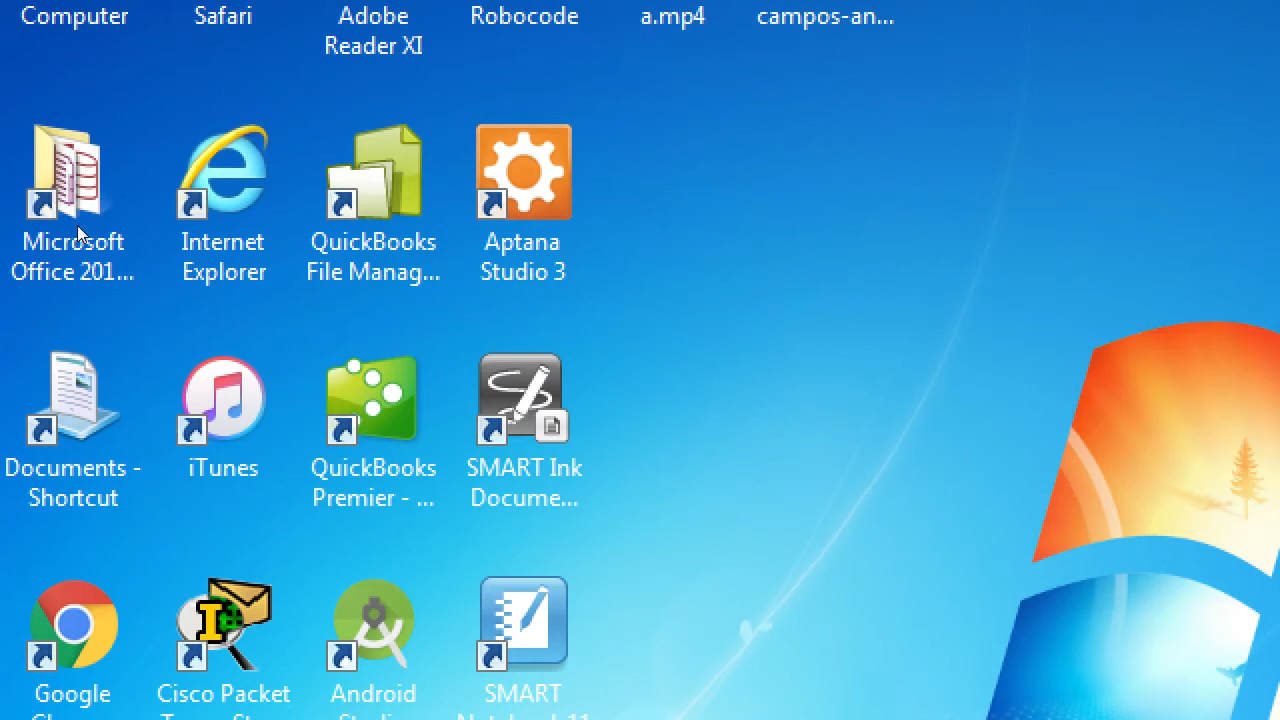 Computer
Safari
Adobe
Reader XI
Robocode
a.mp4
campos-an...
Microsoft
Office 201...
Internet
Explorer
QuickBooks
File Manag...
Aptana
Studio 3
Documents -
Shortcut
iTunes
QuickBooks
Premier - ...
SMART Ink
Docume...
Google
Cisco Packet
Android
SMART